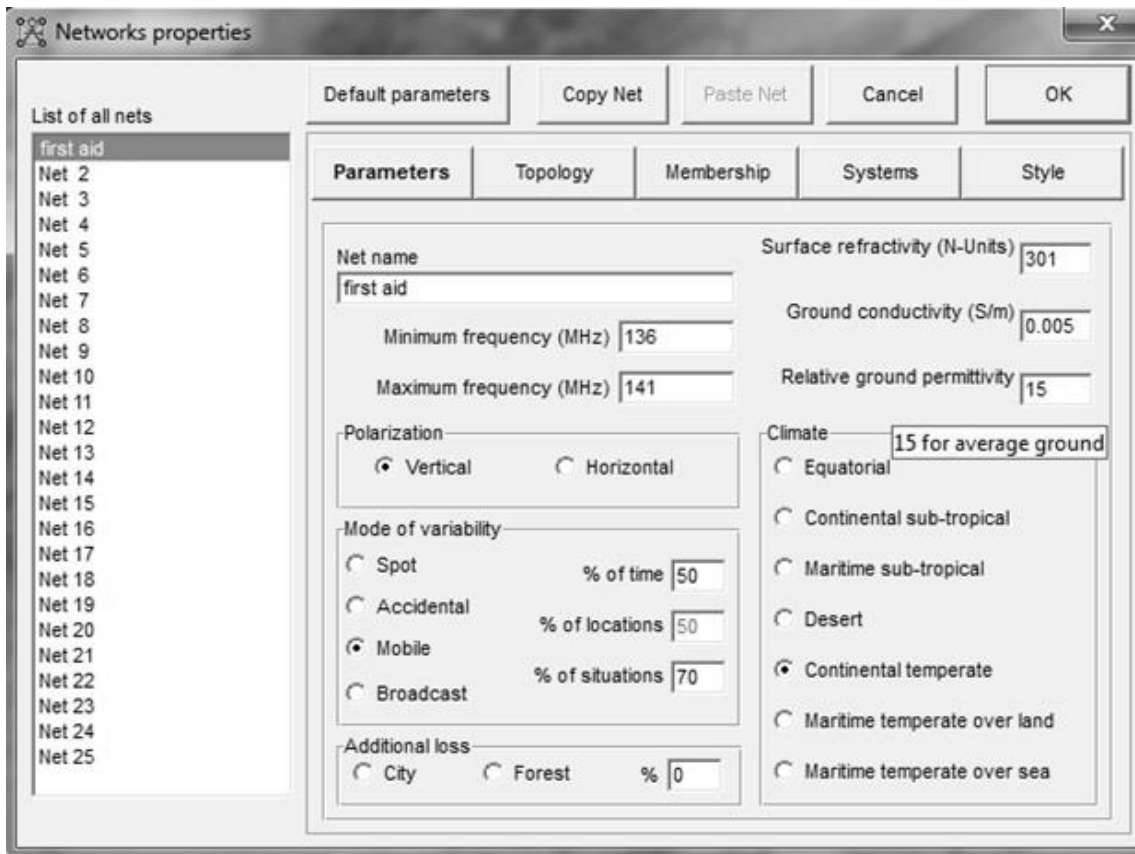 Networks properties
List of all nets
first aid
Net 2
Net 3
Net 4
Net 5
Net 6
Net 7
Net 8
Net 9
Net 10
Net 11
Net 12
Net 13
Net 14
Net 15
Net 16
Net 17
Net 18
Net 19
Net 20
Net 21
Net 22
Net 23
Net 24
Net 25
Default parameters Copy Net Paste Net Cancel OK
Parameters Topology Membership Systems Style
Net name
first aid
Minimum frequency (MHz) 136
Maximum frequency (MHz) 141
Surface refractivity (N-Units) 301
Ground conductivity (S/m) 0.005
Relative ground permittivity 15
15 for average ground
Polarization
Vertical Horizontal
Mode of variability
Spot
Accidental
Mobile
Broadcast
% of time 50
% of locations 50
% of situations 70
Additional loss
City Forest % 0
Climate
Equatorial
Continental sub-tropical
Maritime sub-tropical
Desert
Continental temperate
Maritime temperate over land
Maritime temperate over sea